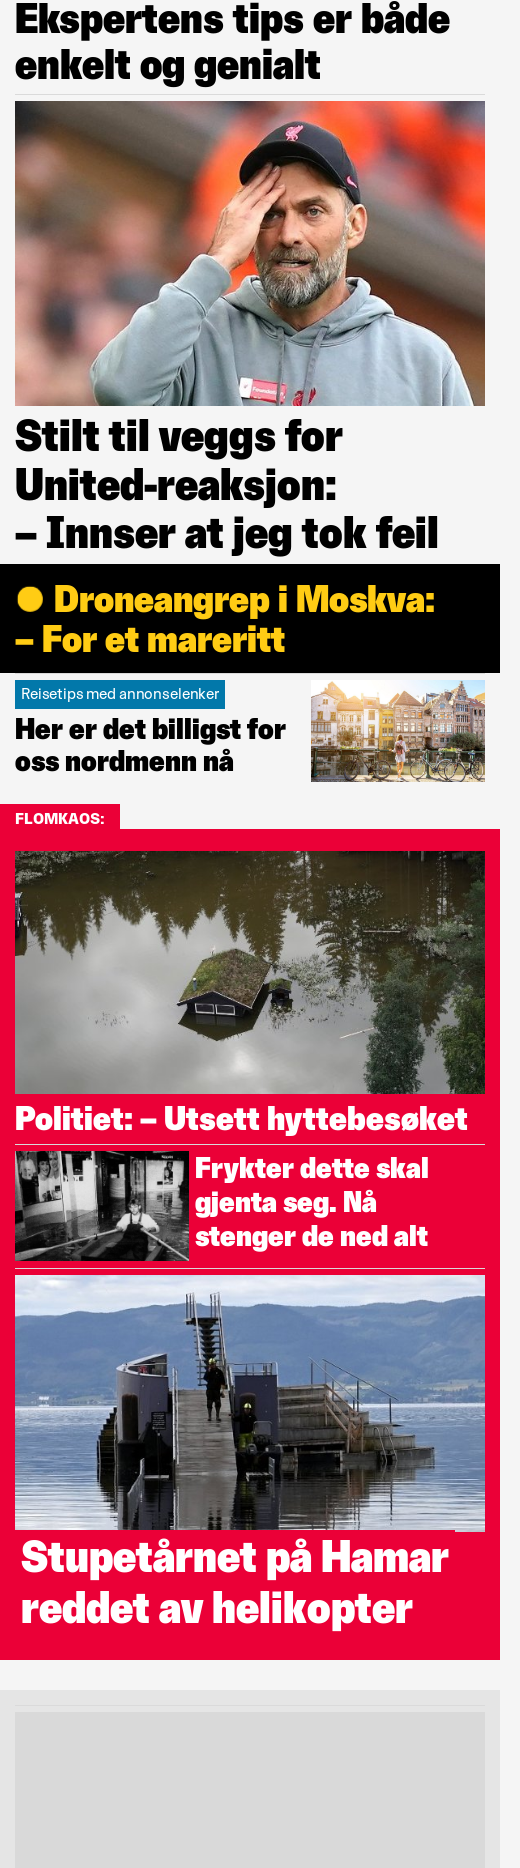 Ekspertens tips er både
enkelt og genialt
Stilt til veggs for
United-reaksjon:
– Innser at jeg tok feil
Droneangrep i Moskva:
– For et mareritt
Reisetips med annonselenker
Her er det billigst for
oss nordmenn nå
FLOMKAOS:
Politiet: – Utsett hyttebesøket
Frykter dette skal
gjenta seg. Nå
stenger de ned alt
Stupetårnet på Hamar
reddet av helikopter